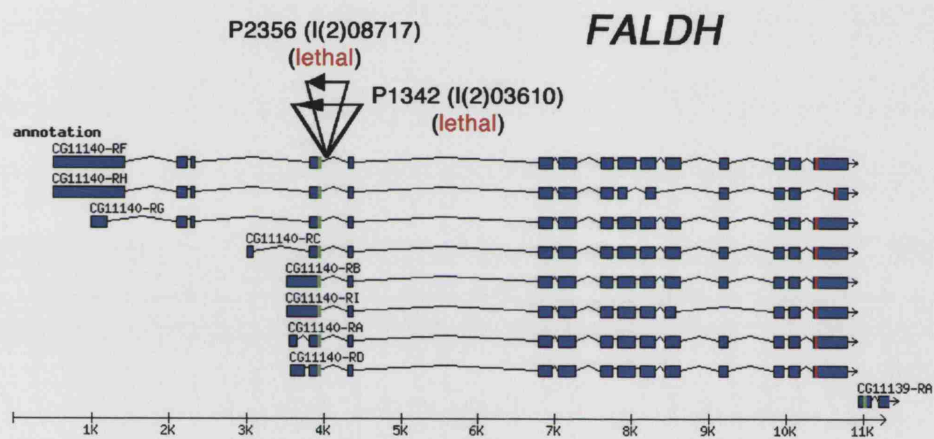 FALDH
P2356 (l(2)08717)
(lethal)
P1342 (l(2)03610)
(lethal)
annotation
CG11140-RF
CG11140-RH
CG11140-RG
CG11140-RC
CG11140-RB
CG11140-RI
CG11140-RA
CG11140-RD
CG11139-RA
1K 2K 3K 4K 5K 6K 7K 8K 9K 10K 11K